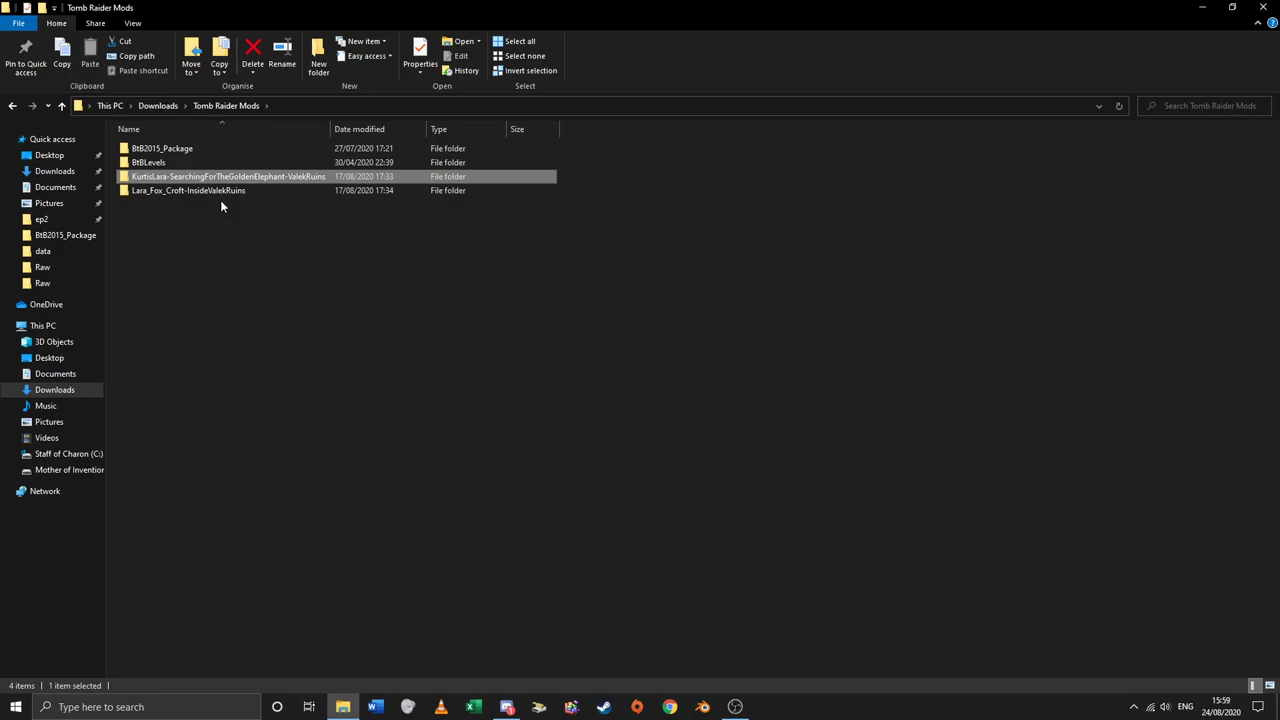 Tomb Raider Mods
File
Home
Share
View
Pin to Quick access
Copy
Paste
Cut
Copy path
Paste shortcut
Clipboard
Move to
Copy to
Delete
Rename
Organise
New folder
New item
Easy access
New
Properties
Open
Edit
History
Open
Select all
Select none
Invert selection
Select
This PC
Downloads
Tomb Raider Mods
Search Tomb Raider Mods
Name
Date modified
Type
Size
BtB2015_Package 27/07/2020 17:21 File folder
BtBLevels 30/04/2020 22:39 File folder
KurtisLara-SearchingForTheGoldenElephant-ValekRuins 17/08/2020 17:33 File folder
Lara_Fox_Croft-InsideValekRuins 17/08/2020 17:34 File folder
Quick access
Desktop
Downloads
Documents
Pictures
ep2
BtB2015_Package
data
Raw
Raw
OneDrive
This PC
3D Objects
Desktop
Documents
Downloads
Music
Pictures
Videos
Staff of Charon (C:)
Mother of Invention
Network
4 items
1 item selected
Type here to search
ENG
15:59
24/08/2020